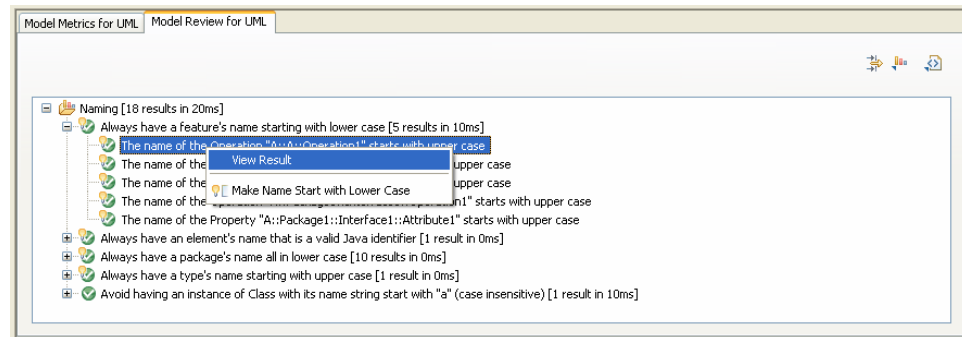 Model Metrics for UML Model Review for UML
Naming [18 results in 20ms]
Always have a feature's name starting with lower case [5 results in 10ms]
The name of the Operation "A::A::Operation1" starts with upper case
View Result
The name of the upper case
The name of the upper case
Make Name Start with Lower Case
The name of the starts with upper case
The name of the Property "A::Package1::Interface1::Attribute1" starts with upper case
Always have an element's name that is a valid Java identifier [1 result in 0ms]
Always have a package's name all in lower case [10 results in 0ms]
Always have a type's name starting with upper case [1 result in 0ms]
Avoid having an instance of Class with its name string start with "a" (case insensitive) [1 result in 10ms]